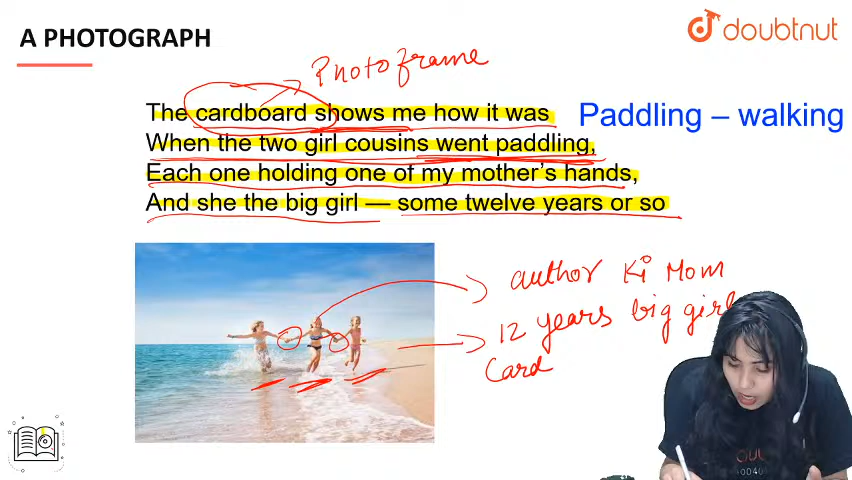 A PHOTOGRAPH
doubtnut
Photoframe
The cardboard shows me how it was
When the two girl cousins went paddling,
Each one holding one of my mother's hands,
And she the big girl — some twelve years or so
Paddling – walking
author Ki Mom
12 years big girl
Card